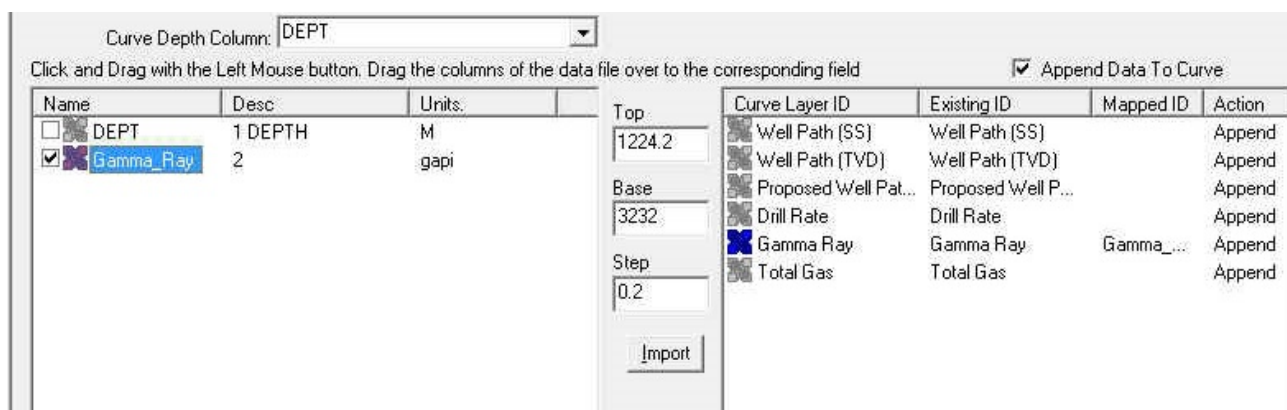 Curve Depth Column: DEPT
Click and Drag with the Left Mouse button. Drag the columns of the data file over to the corresponding field
Append Data To Curve
Name Desc Units.
DEPT 1 DEPTH M
Gamma_Ray 2 gapi
Top
1224.2
Base
3232
Step
0.2
Import
Curve Layer ID Existing ID Mapped ID Action
Well Path (SS) Well Path (SS) Append
Well Path (TVD) Well Path (TVD) Append
Proposed Well Pat... Proposed Well P... Append
Drill Rate Drill Rate Append
Gamma Ray Gamma Ray Gamma_... Append
Total Gas Total Gas Append